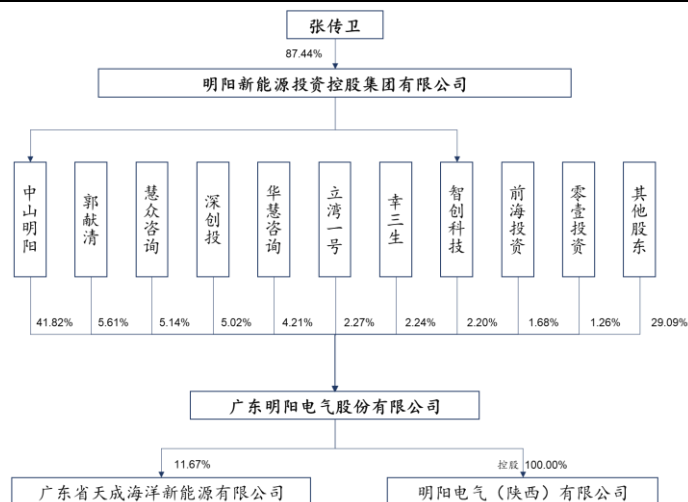 张传卫
87.44%
明阳新能源投资控股集团有限公司
中山明阳
郭献清
慧众咨询
深创投
华慧咨询
立湾一号
幸三生
智创科技
前海投资
零壹投资
其他股东
41.82%
5.61%
5.14%
5.02%
4.21%
2.27%
2.24%
2.20%
1.68%
1.26%
29.09%
广东明阳电气股份有限公司
11.67%
控股 100.00%
广东省天成海洋新能源有限公司
明阳电气（陕西）有限公司